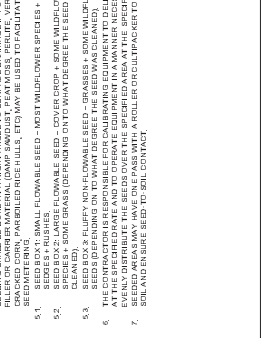 FILLER OR CARRIER MATERIAL (DAMP SAWDUST, PEAT MOSS, PERLITE, VER
CRACKED CORN, PARBOILED RICE HULLS, ETC) MAY BE USED TO FACILITAT
SEED METERING.
5.1. SEED BOX 1: SMALL FLOWABLE SEED – MOST WILDFLOWER SPECIES +
SEDGES + RUSHES.
5.2. SEED BOX 2: LARGE FLOWABLE SEED – COVER CROP + SOME WILDFLO
SPECIES + SOME GRASS (DEPENDING ON TO WHAT DEGREE THE SEED
CLEANED).
5.3. SEED BOX 3: FLUFFY NON-FLOWABLE SEED – GRASSES + SOME WILDFL
SEEDS (DEPENDING ON TO WHAT DEGREE THE SEED WAS CLEANED).
6. THE CONTRACTOR IS RESPONSIBLE FOR CALIBRATING EQUIPMENT TO DELI
AT THE SPECIFIED RATE AND TO OPERATE EQUIPMENT IN A MANNER NECE
EVENLY DISTRIBUTE THE SEEDS OVER THE SPECIFIED AREA AT THE SPECIF
7. SEEDED AREAS MAY HAVE ONE PASS WITH A ROLLER OR CULTIPACKER TO
SOIL AND ENSURE SEED-TO-SOIL CONTACT.